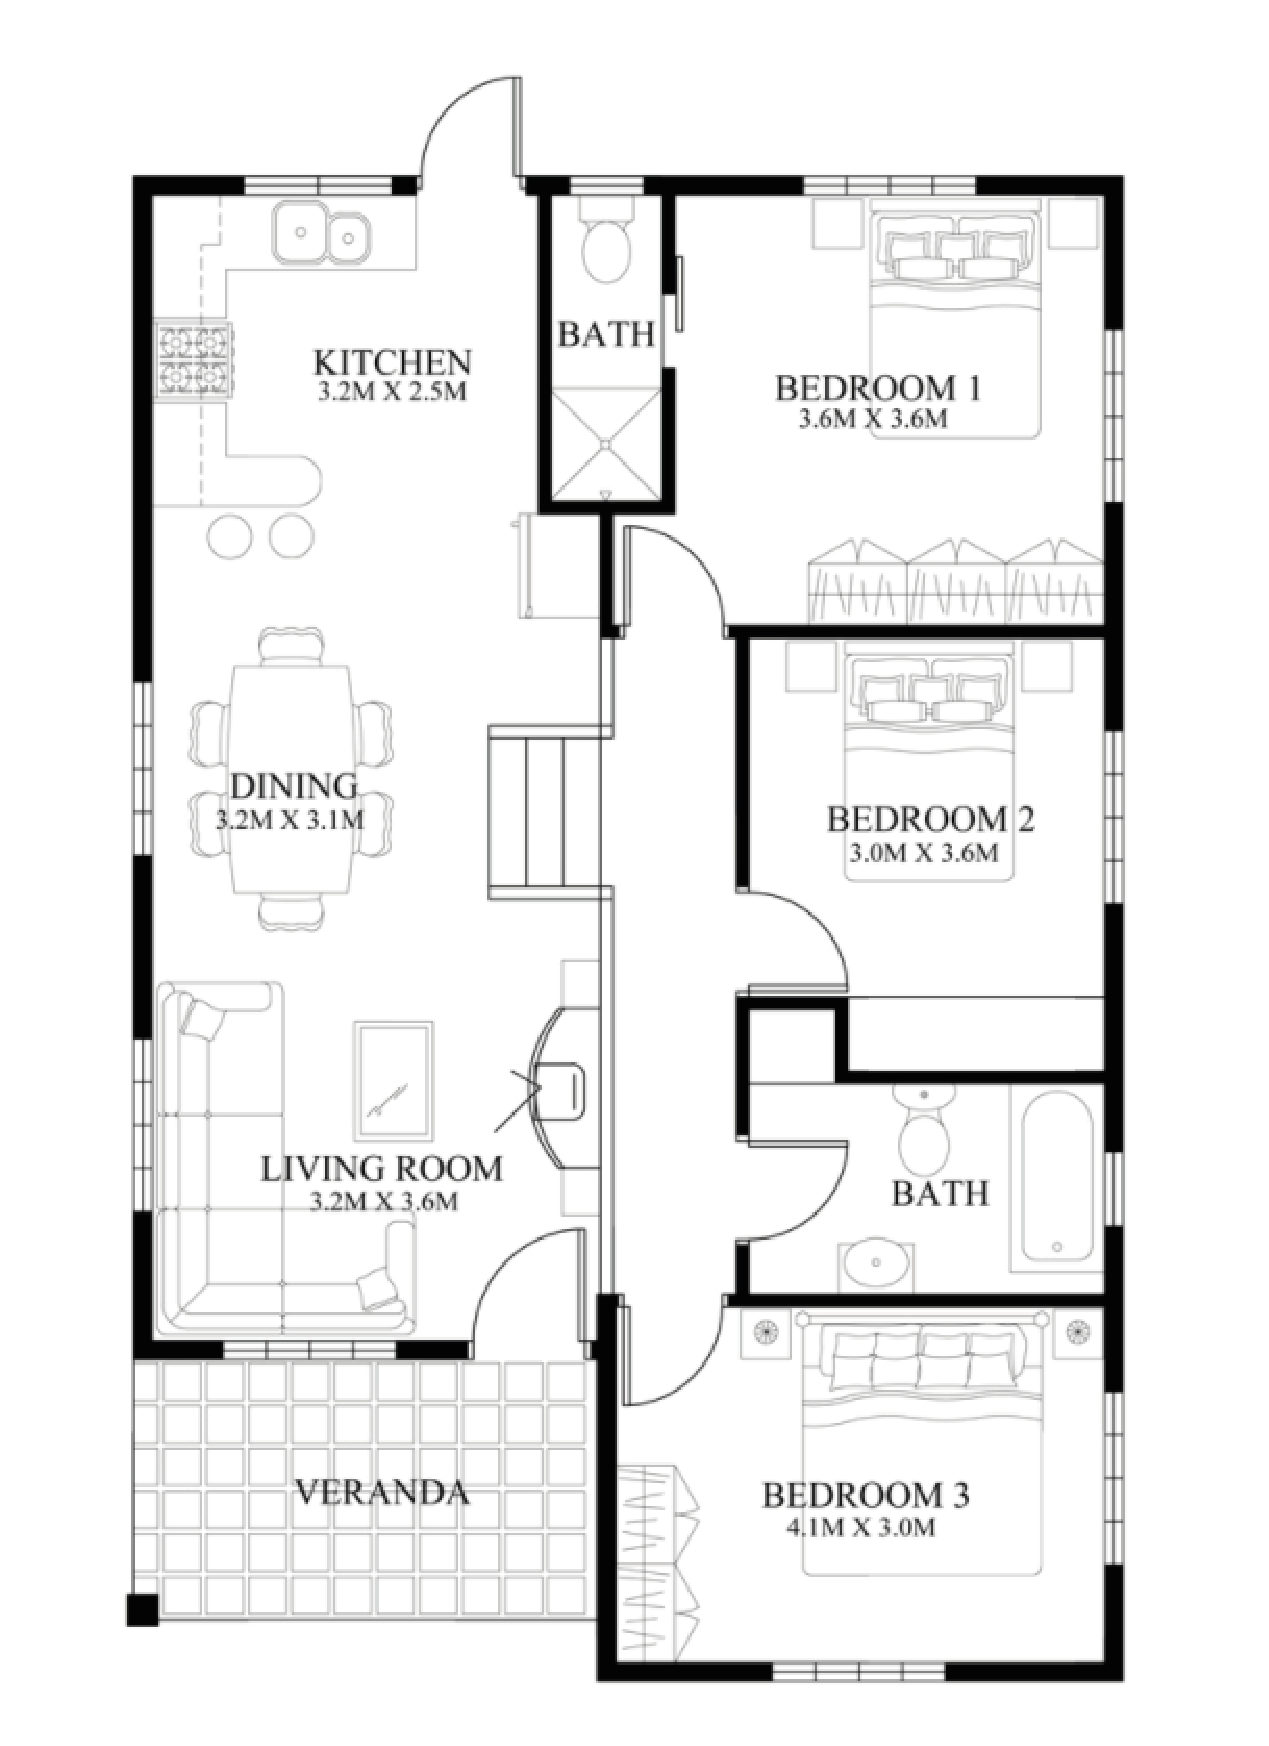 BATH
KITCHEN
3.2M X 2.5M
BEDROOM 1
3.6M X 3.6M
DINING
3.2M X 3.1M
BEDROOM 2
3.0M X 3.6M
LIVING ROOM
3.2M X 3.6M
BATH
VERANDA
BEDROOM 3
4.1M X 3.0M